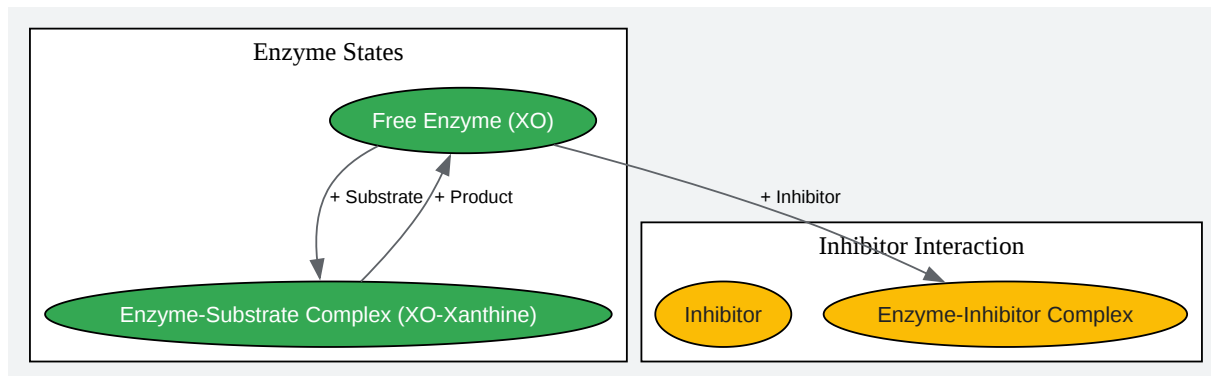 Enzyme States
Free Enzyme (XO)
+ Substrate
+ Product
+ Inhibitor
Enzyme-Substrate Complex (XO-Xanthine)
Inhibitor Interaction
Inhibitor
Enzyme-Inhibitor Complex